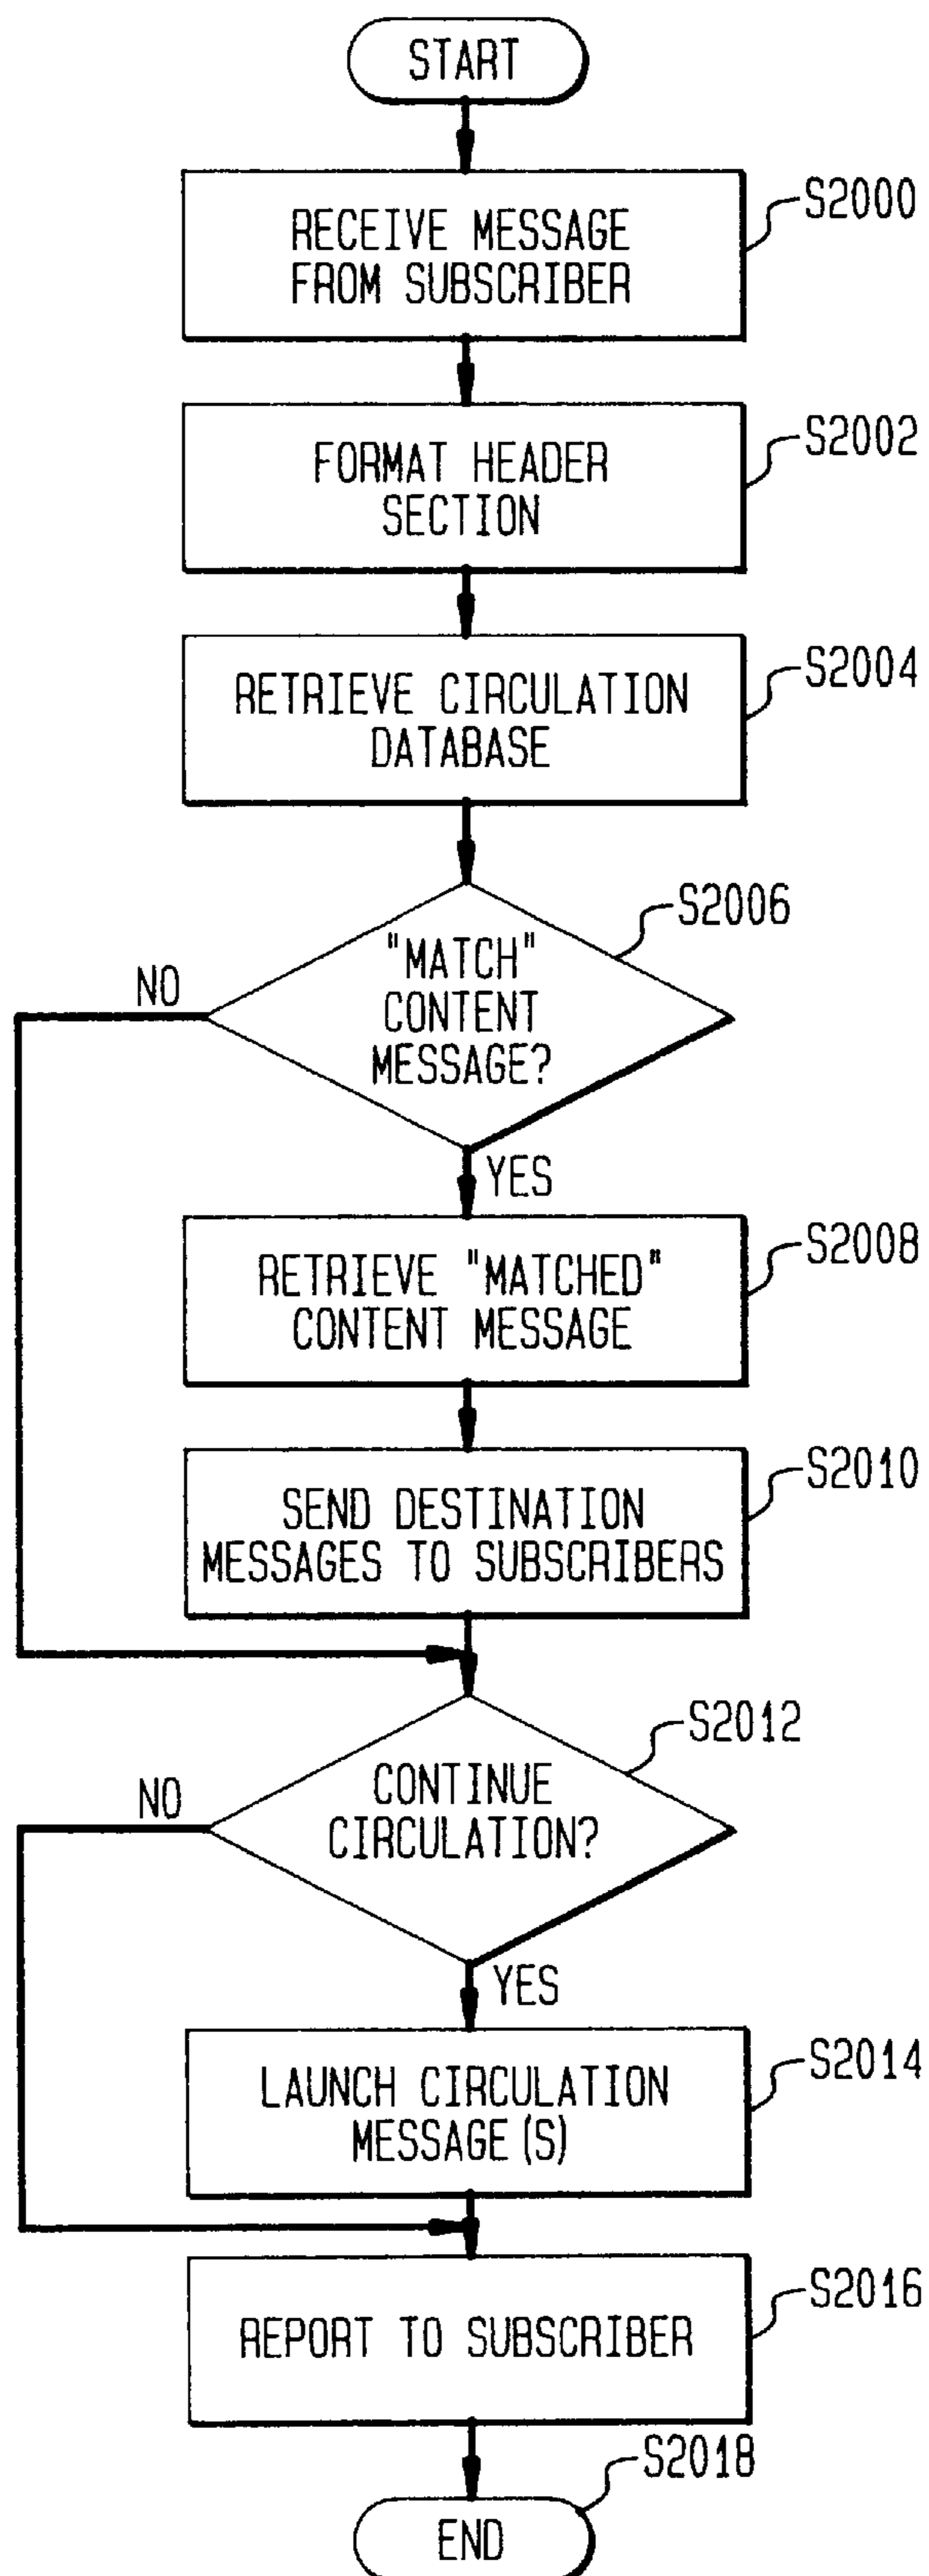 START
RECEIVE MESSAGE
FROM SUBSCRIBER
S2000
FORMAT HEADER
SECTION
S2002
RETRIEVE CIRCULATION
DATABASE
S2004
"MATCH"
CONTENT
MESSAGE?
S2006
NO
YES
RETRIEVE "MATCHED"
CONTENT MESSAGE
S2008
SEND DESTINATION
MESSAGES TO SUBSCRIBERS
S2010
CONTINUE
CIRCULATION?
S2012
NO
YES
LAUNCH CIRCULATION
MESSAGE(S)
S2014
REPORT TO SUBSCRIBER
S2016
END
S2018